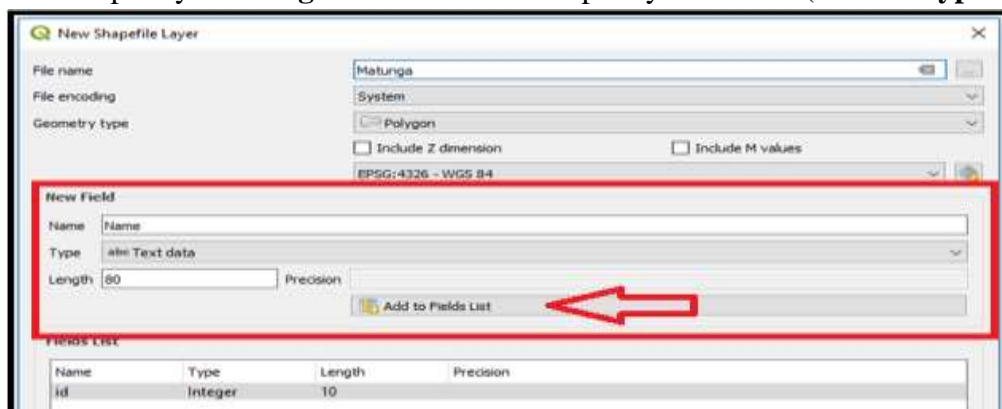 New Shapefile Layer
File name Matunga
File encoding System
Geometry type Polygon
Include Z dimension Include M values
EPSG:4326 - WGS 84
New Field
Name Name
Type abc Text data
Length 80 Precision
Add to Fields List
Fields List
Name Type Length Precision
id Integer 10